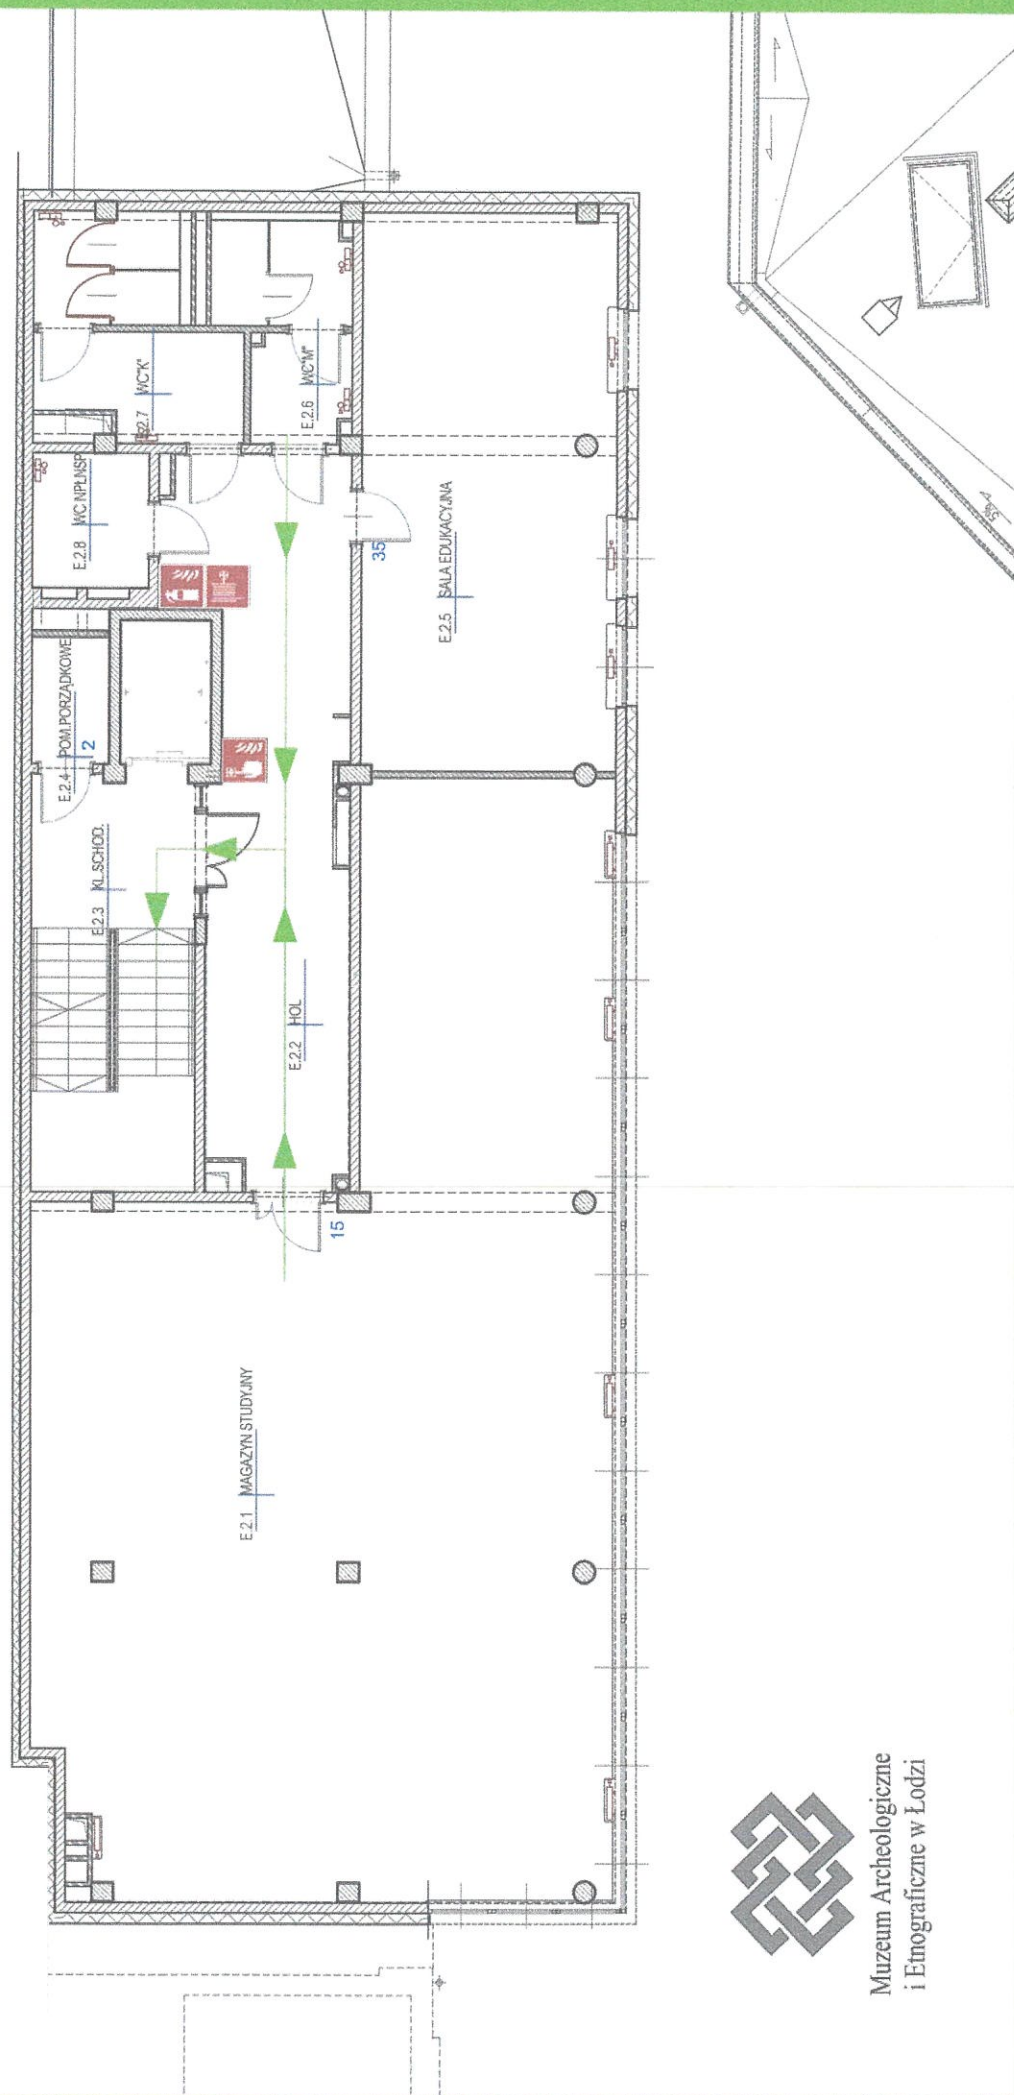 E.2.8 WC NPŁNSP
E.2.7 WC"K"
E.2.6 WC"M"
E.2.4 POM.PORZĄDKOWE
2
35
E.2.5 SALA EDUKACYJNA
E.2.3 KL.SCHOD.
E.2.2 HOL
15
E.2.1 MAGAZYN STUDYJNY
5%
Muzeum Archeologiczne
i Etnograficzne w Łodzi